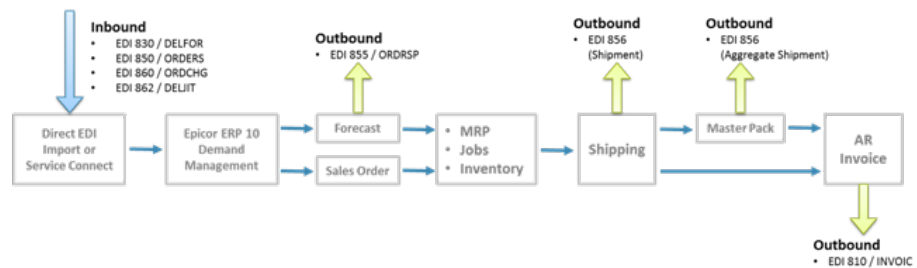 Inbound
• EDI 830 / DELFOR
• EDI 850 / ORDERS
• EDI 860 / ORDCHG
• EDI 862 / DELJIT
Outbound
• EDI 855 / ORDRSP
Outbound
• EDI 856
(Shipment)
Outbound
• EDI 856
(Aggregate Shipment)
Direct EDI
Import or
Service Connect
Epicor ERP 10
Demand
Management
Forecast
Sales Order
• MRP
• Jobs
• Inventory
Shipping
Master Pack
AR
Invoice
Outbound
• EDI 810 / INVOIC